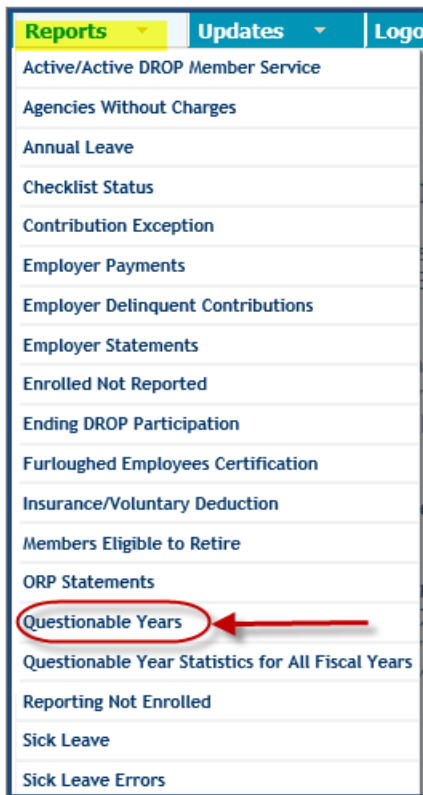 Reports Updates Logo
Active/Active DROP Member Service
Agencies Without Charges
Annual Leave
Checklist Status
Contribution Exception
Employer Payments
Employer Delinquent Contributions
Employer Statements
Enrolled Not Reported
Ending DROP Participation
Furloughed Employees Certification
Insurance/Voluntary Deduction
Members Eligible to Retire
ORP Statements
Questionable Years
Questionable Year Statistics for All Fiscal Years
Reporting Not Enrolled
Sick Leave
Sick Leave Errors